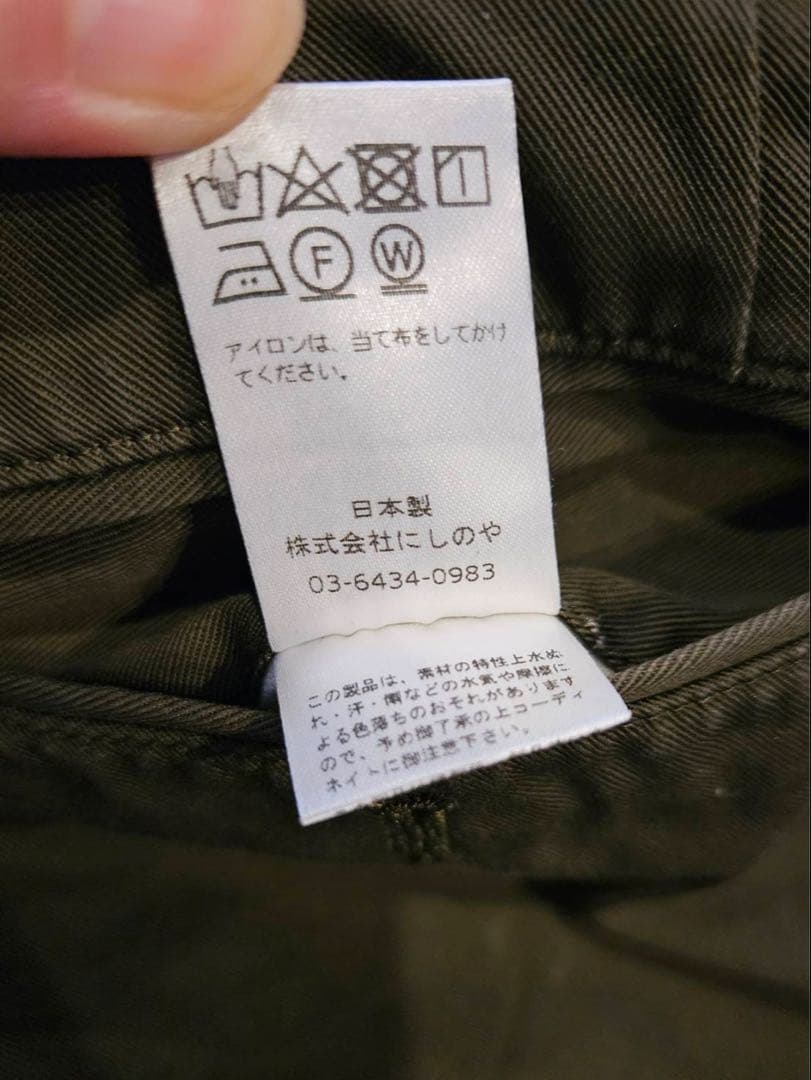 F W
アイロンは、当て布をしてかけ
てください。
日本製
株式会社にしのや
03-6434-0983
この製品は、素材の特性上水ぬ
れ・汗・雨などの水気や摩擦に
よる色落ちのおそれがあります
ので、予め御了承の上コーディ
ネイトに御注意下さい。